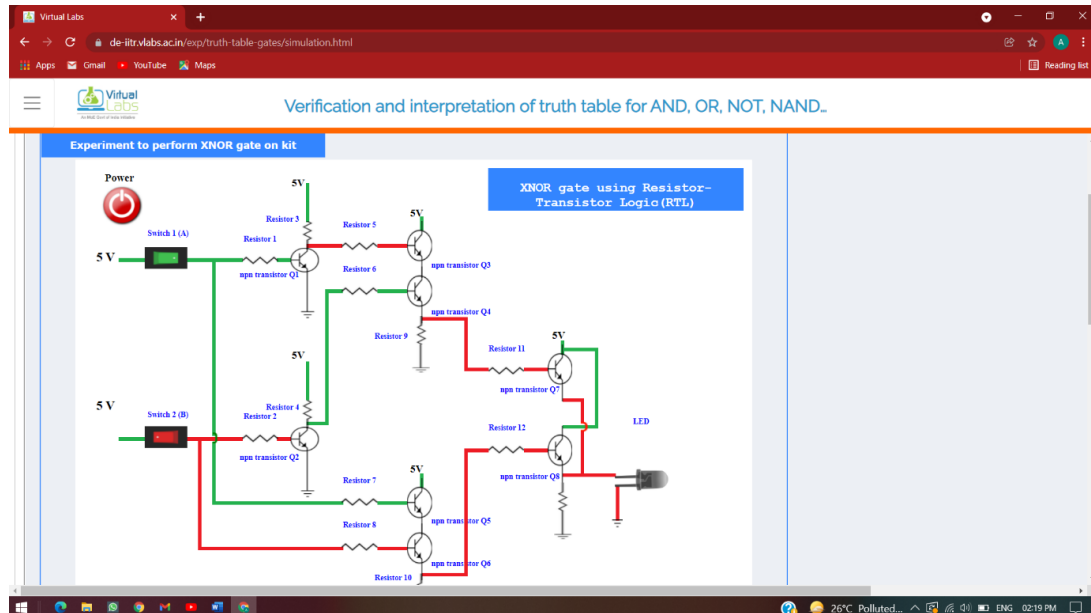 Virtual Labs
de-iitr.vlabs.ac.in/exp/truth-table-gates/simulation.html
A
Apps
Gmail
YouTube
Maps
Reading list
Virtual
Labs
Verification and interpretation of truth table for AND, OR, NOT, NAND...
Experiment to perform XNOR gate on kit
Power
XNOR gate using Resistor-
Transistor Logic(RTL)
5V
Resistor 3
Resistor 5
5V
Switch 1 (A)
Resistor 1
5 V
npn transistor Q1
Resistor 6
npn transistor Q3
npn transistor Q4
Resistor 9
5V
5V
Resistor 11
npn transistor Q7
5 V
Switch 2 (B)
Resistor 4
Resistor 2
Resistor 12
LED
npn transistor Q2
5V
Resistor 7
npn transistor Q8
Resistor 8
npn transistor Q5
npn transistor Q6
Resistor 10
26°C Polluted...
ENG
02:19 PM